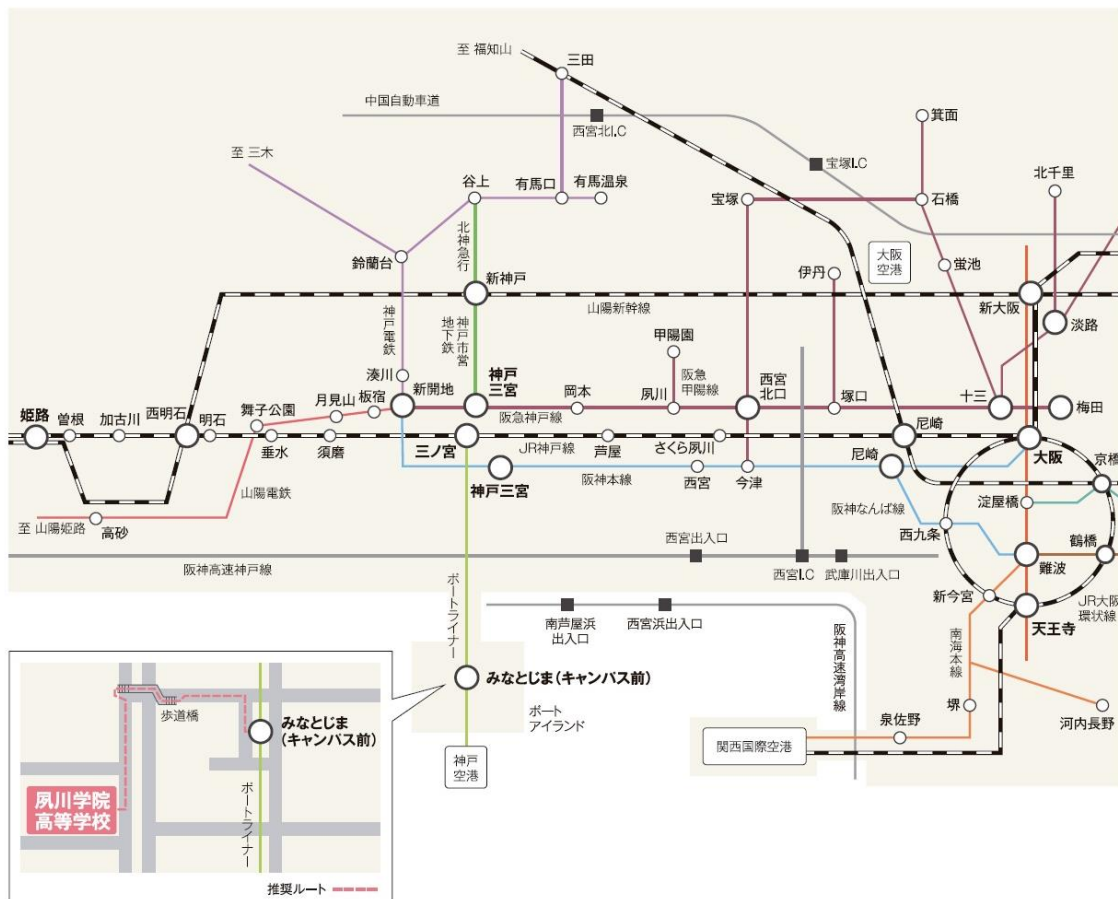 至 福知山
三田
中国自動車道
西宮北I.C
箕面
至 三木
宝塚I.C
北千里
谷上
有馬口
有馬温泉
宝塚
石橋
北神急行
鈴蘭台
大阪
空港
蛍池
伊丹
新神戸
新大阪
山陽新幹線
神戸電鉄
神戸市営
地下鉄
淡路
甲陽園
湊川
新開地
神戸
三宮
岡本
夙川
阪急
甲陽線
西宮
北口
塚口
十三
梅田
阪急神戸線
姫路
曽根
加古川
西明石
明石
舞子公園
月見山
板宿
垂水
須磨
三ノ宮
JR神戸線
芦屋
さくら夙川
尼崎
大阪
山陽電鉄
神戸三宮
阪神本線
西宮
今津
尼崎
京橋
至 山陽姫路
高砂
阪神なんば線
淀屋橋
西九条
鶴橋
阪神高速神戸線
西宮出入口
西宮I.C
武庫川出入口
難波
新今宮
JR大阪
環状線
天王寺
ポートライナー
南芦屋浜
出入口
西宮浜出入口
阪神高速湾岸線
南海本線
みなとじま(キャンパス前)
ポート
アイランド
神戸
空港
関西国際空港
泉佐野
堺
河内長野
歩道橋
みなとじま
(キャンパス前)
夙川学院
高等学校
ポートライナー
推奨ルート